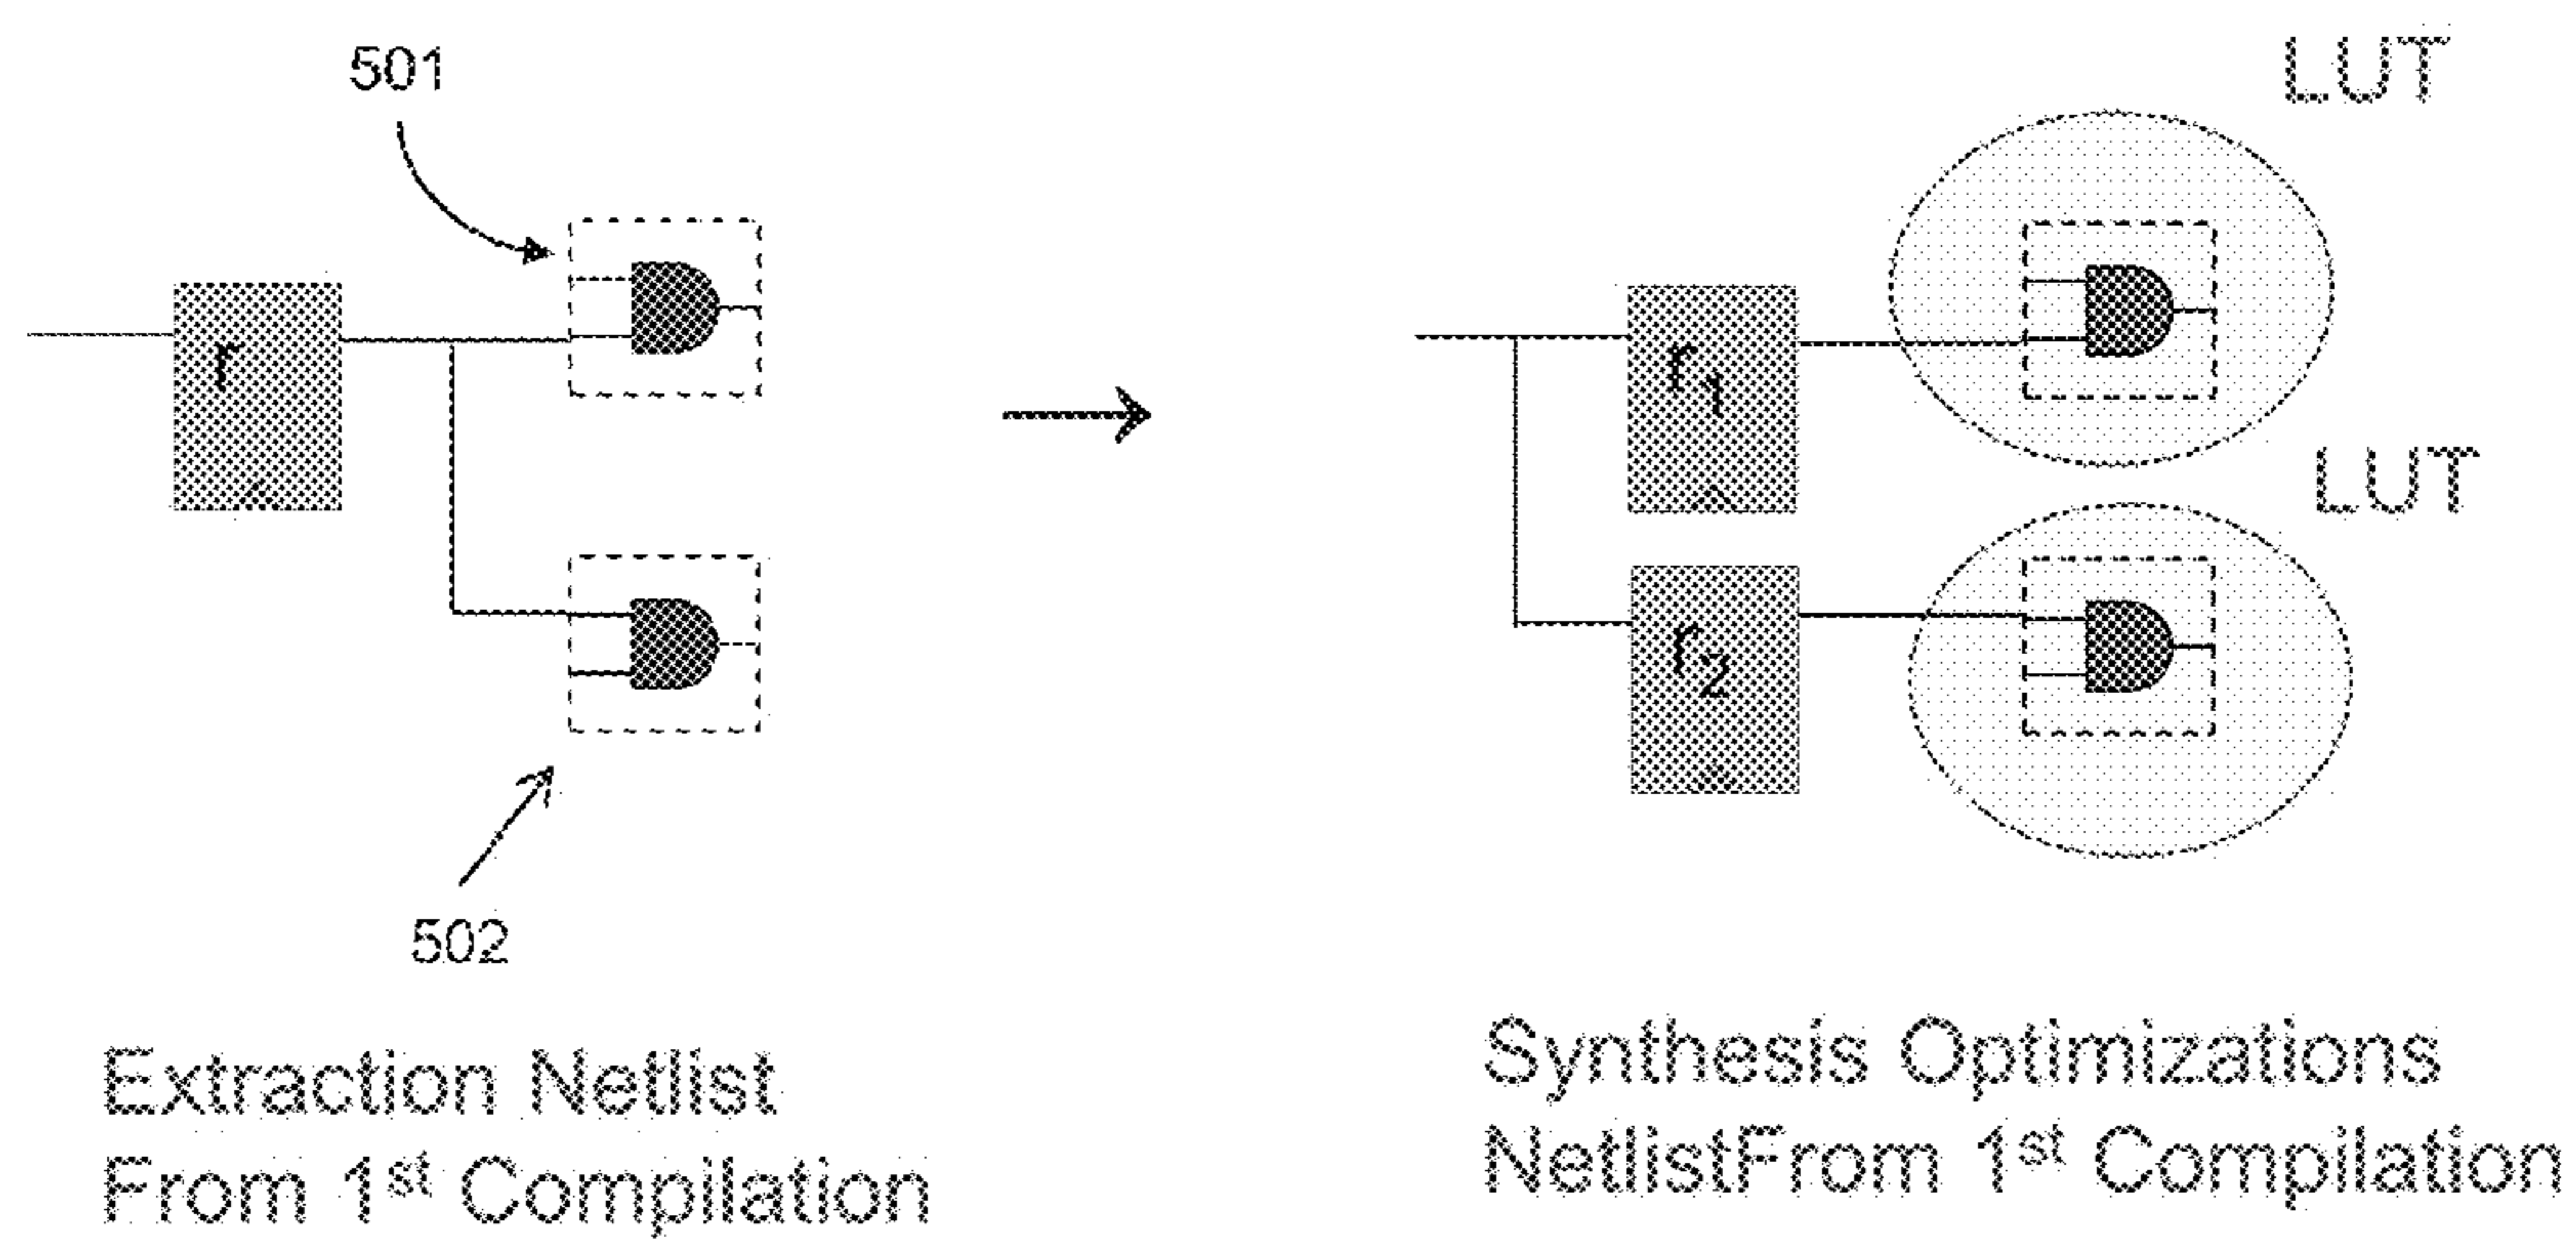 501
LUT
r
r1
LUT
r2
502
Extraction Netlist
From 1st Compilation
Synthesis Optimizations
NetlistFrom 1st Compilation